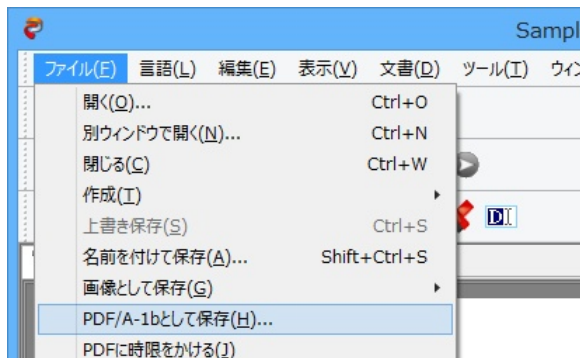 Sampl
ファイル(F) 言語(L) 編集(E) 表示(V) 文書(D) ツール(T) ウィン
開く(O)... Ctrl+O
別ウィンドウで開く(N)... Ctrl+N
閉じる(C) Ctrl+W
作成(T)
上書き保存(S) Ctrl+S
名前を付けて保存(A)... Shift+Ctrl+S
画像として保存(G)
PDF/A-1bとして保存(H)...
PDFに時限をかける(J)